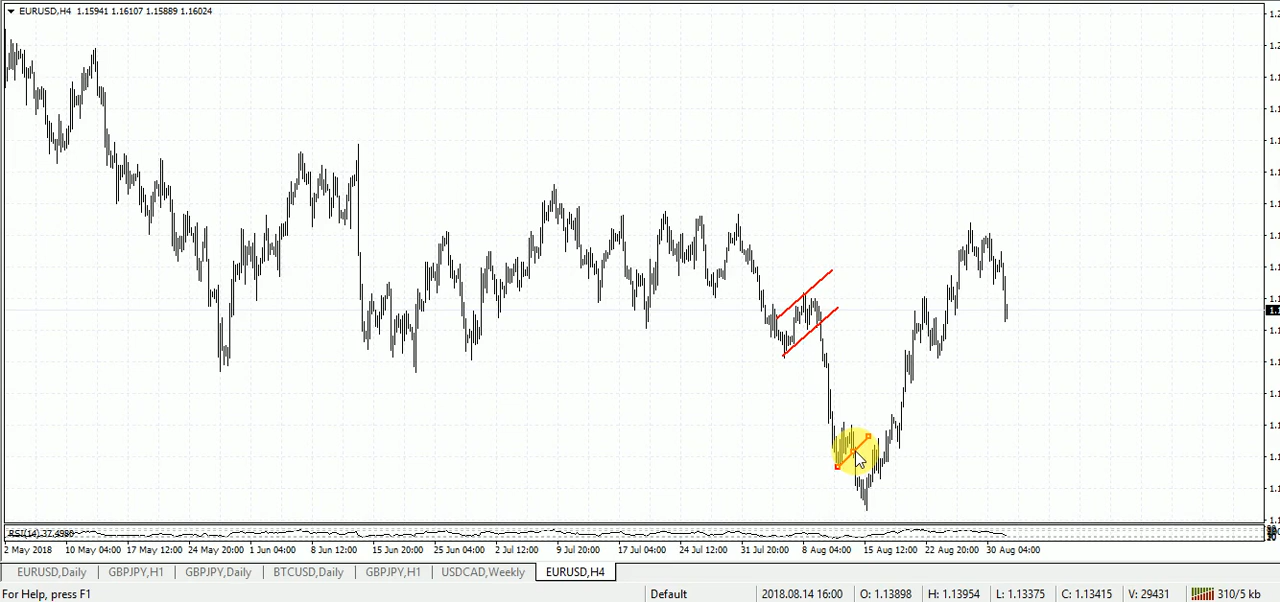 EURUSD,H4 1.15941 1.16107 1.15889 1.16024
RSI(14) 37.4980
2 May 2018 10 May 04:00 17 May 12:00 24 May 20:00 1 Jun 04:00 8 Jun 12:00 15 Jun 20:00 25 Jun 04:00 2 Jul 12:00 9 Jul 20:00 17 Jul 04:00 24 Jul 12:00 31 Jul 20:00 8 Aug 04:00 15 Aug 12:00 22 Aug 20:00 30 Aug 04:00
EURUSD,Daily GBPJPY,H1 GBPJPY,Daily BTCUSD,Daily GBPJPY,H1 USDCAD,Weekly EURUSD,H4
For Help, press F1 Default 2018.08.14 16:00 O: 1.13898 H: 1.13954 L: 1.13375 C: 1.13415 V: 29431 310/5 kb